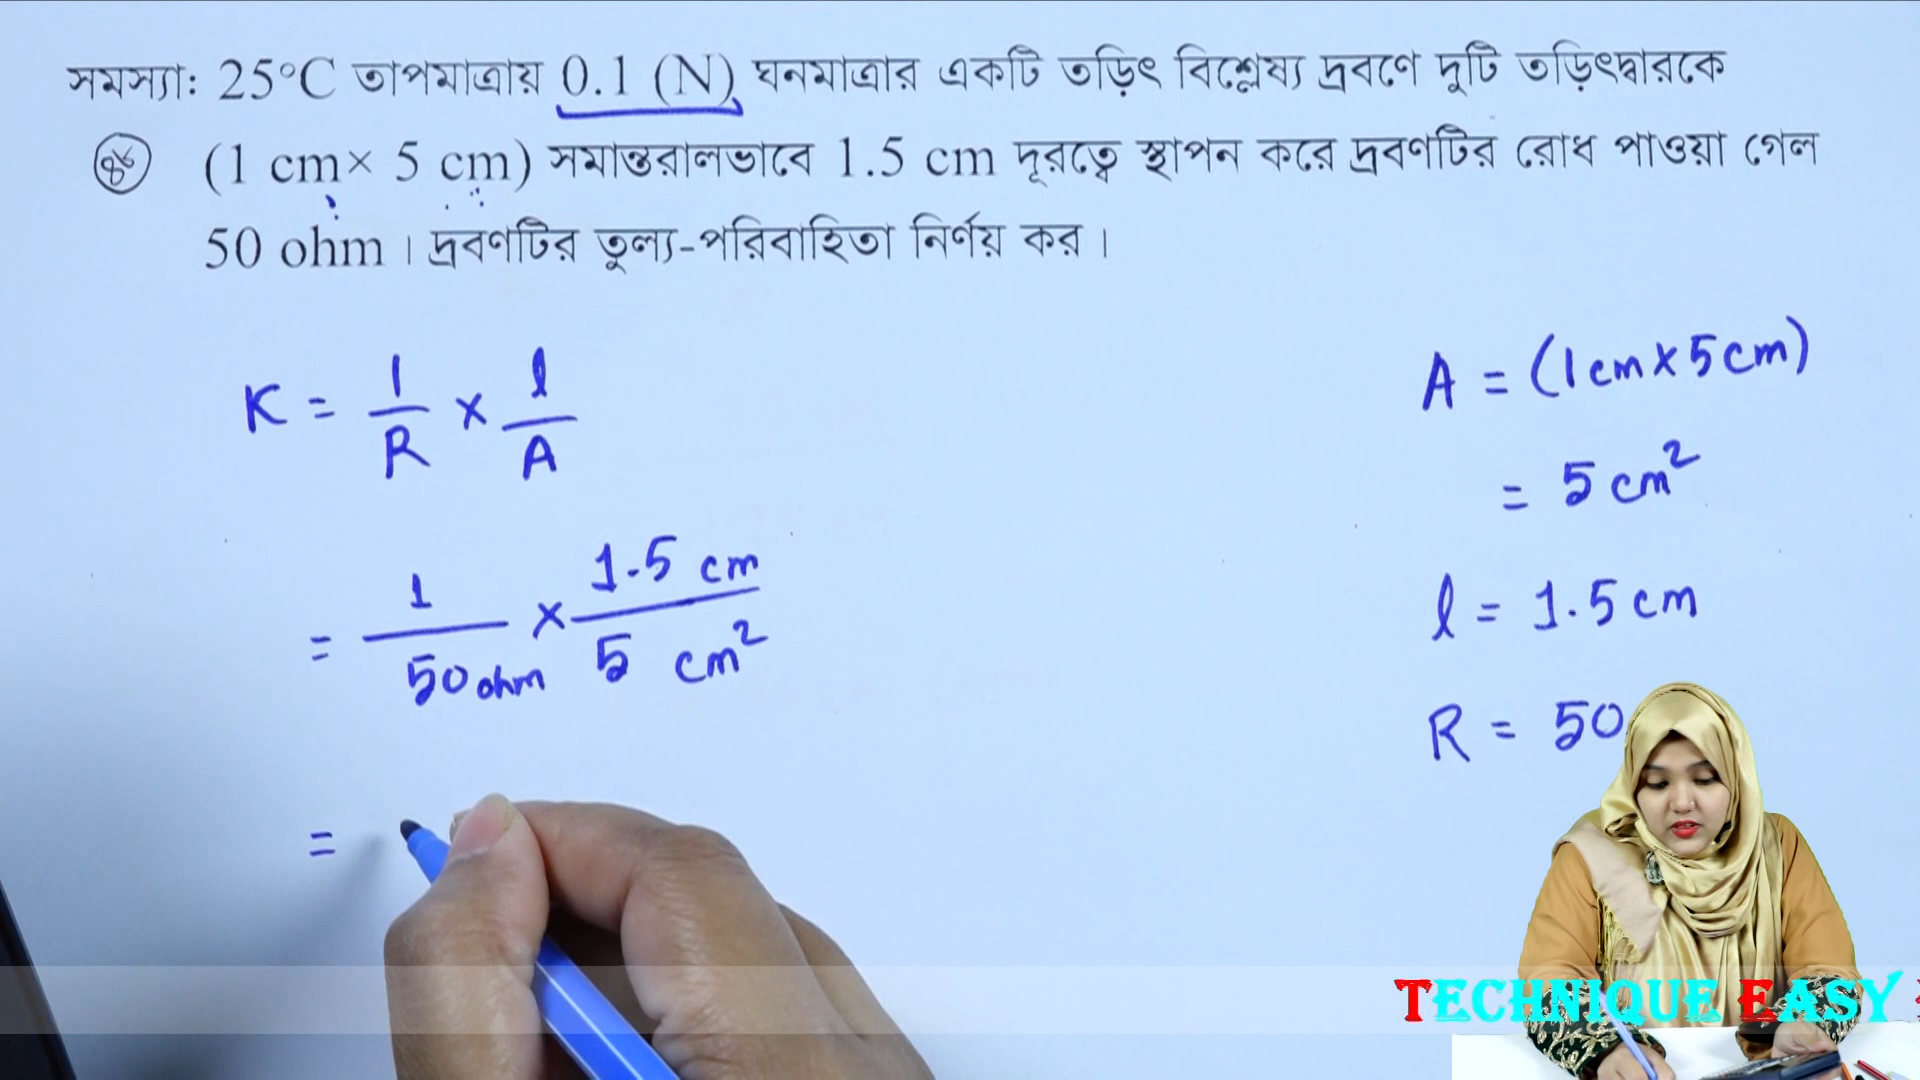 সমস্যাঃ 25°C তাপমাত্রায় 0.1 (N) ঘনমাত্রার একটি তড়িৎ বিশ্লেষ্য দ্রবণে দুটি তড়িৎদ্বারকে
(1 cm× 5 cm) সমান্তরালভাবে 1.5 cm দূরত্বে স্থাপন করে দ্রবণটির রোধ পাওয়া গেল
50 ohm। দ্রবণটির তুল্য-পরিবাহিতা নির্ণয় কর।
K = 1/R × l/A
= 1/50 ohm × 1.5 cm/5 cm²
=
A = (1cm×5cm)
= 5 cm²
l = 1.5 cm
R = 50
TECHNIQUE EASY